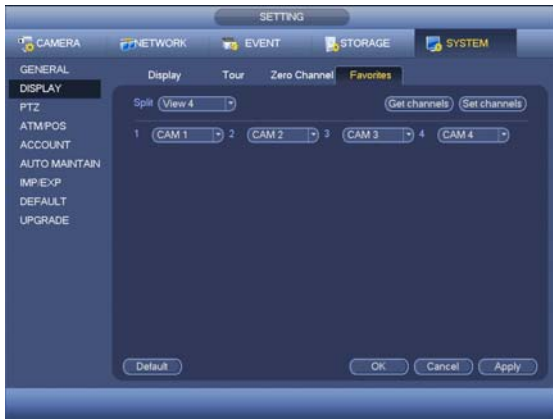 SETTING
CAMERA NETWORK EVENT STORAGE SYSTEM
GENERAL
DISPLAY
PTZ
ATM/POS
ACCOUNT
AUTO MAINTAIN
IMP/EXP
DEFAULT
UPGRADE
Display Tour Zero Channel Favorites
Split View 4 Get channels Set channels
1 CAM 1 2 CAM 2 3 CAM 3 4 CAM 4
Default OK Cancel Apply